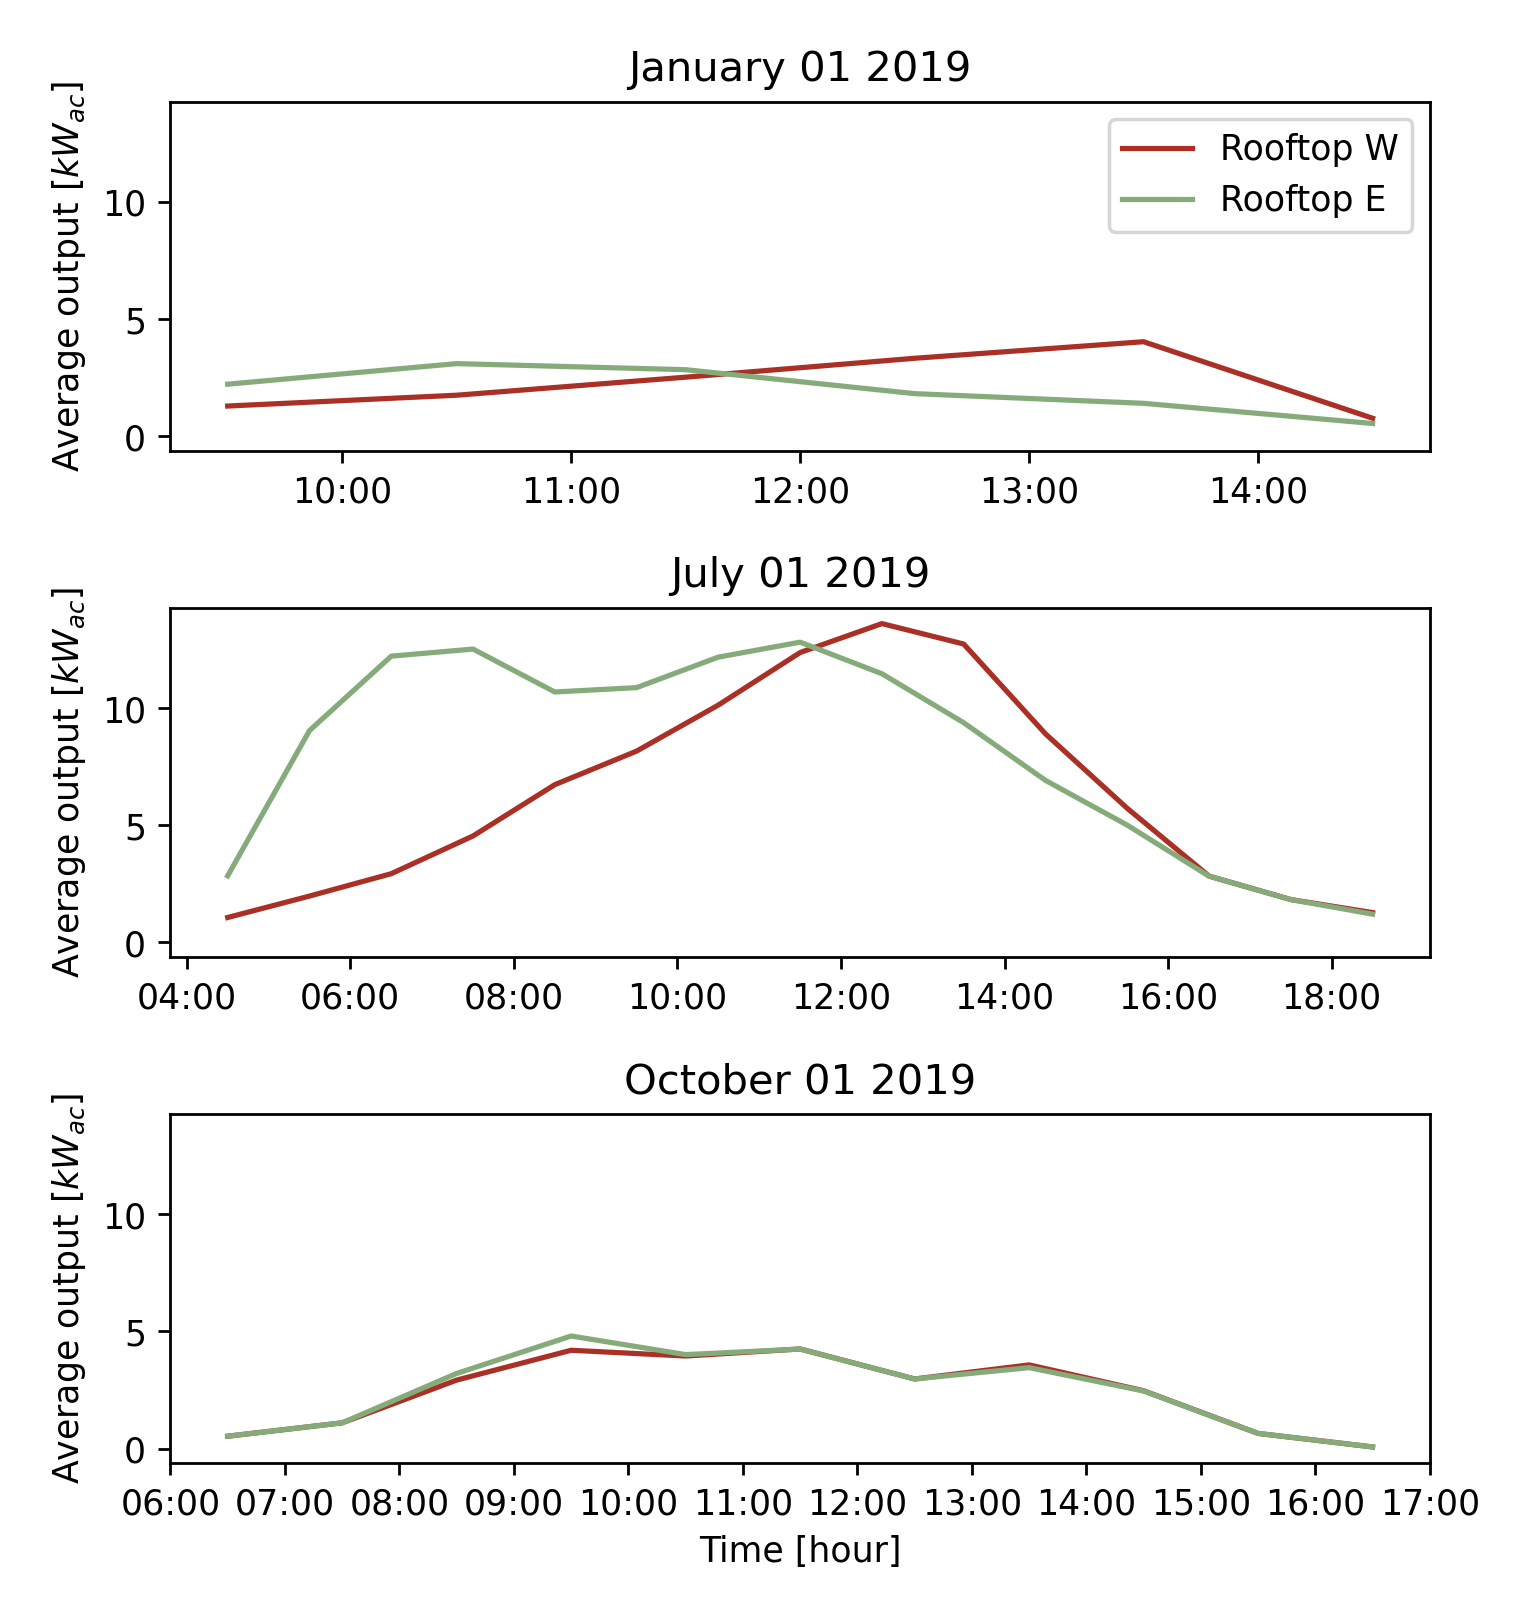 January 01 2019
Average output [kW_ac]
10
5
0
Rooftop W
Rooftop E
10:00 11:00 12:00 13:00 14:00
July 01 2019
Average output [kW_ac]
10
5
0
04:00 06:00 08:00 10:00 12:00 14:00 16:00 18:00
October 01 2019
Average output [kW_ac]
10
5
0
06:00 07:00 08:00 09:00 10:00 11:00 12:00 13:00 14:00 15:00 16:00 17:00
Time [hour]